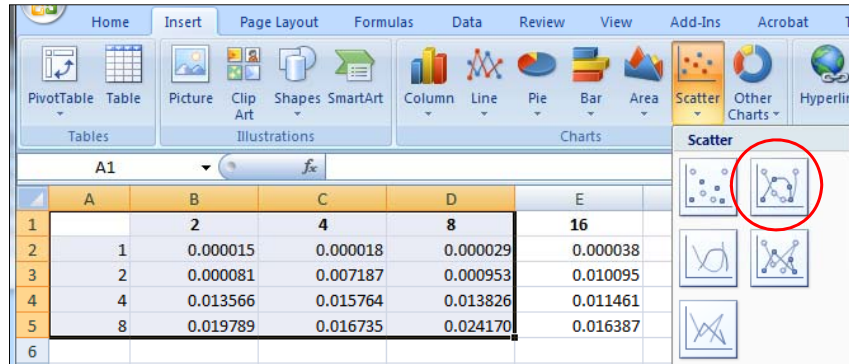 Home Insert Page Layout Formulas Data Review View Add-Ins Acrobat
PivotTable Table Picture Clip Art Shapes SmartArt Column Line Pie Bar Area Scatter Other Charts
Tables Illustrations Charts
Scatter
A1 fx
A B C D E
1 2 4 8 16
2 1 0.000015 0.000018 0.000029 0.000038
3 2 0.000081 0.007187 0.000953 0.010095
4 4 0.013566 0.015764 0.013826 0.011461
5 8 0.019789 0.016735 0.024170 0.016387
6